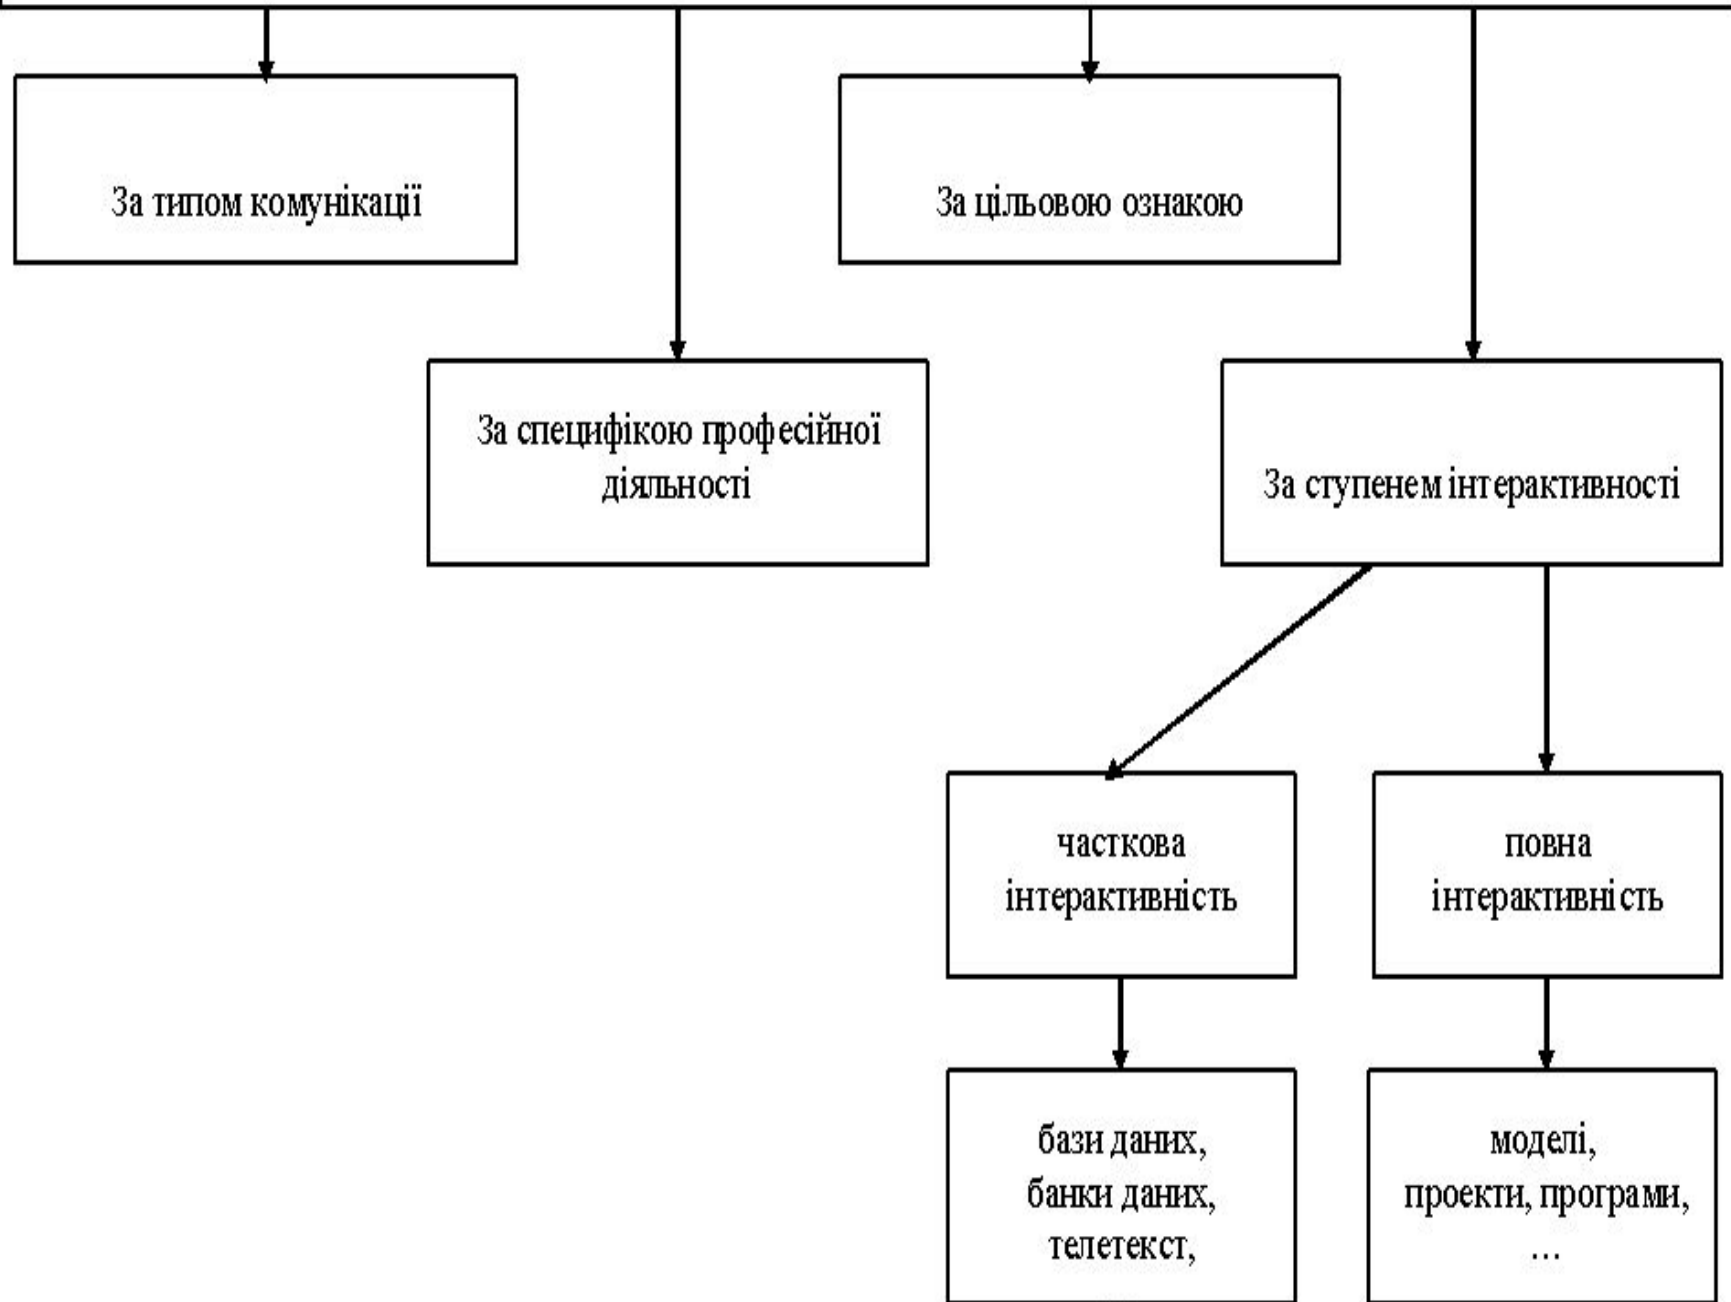 За типом комунікації
За цільовою ознакою
За специфікою професійної
діяльності
За ступенем інтерактивності
часткова
інтерактивність
повна
інтерактивність
бази даних,
банки даних,
телетекст,
моделі,
проекти, програми,
…